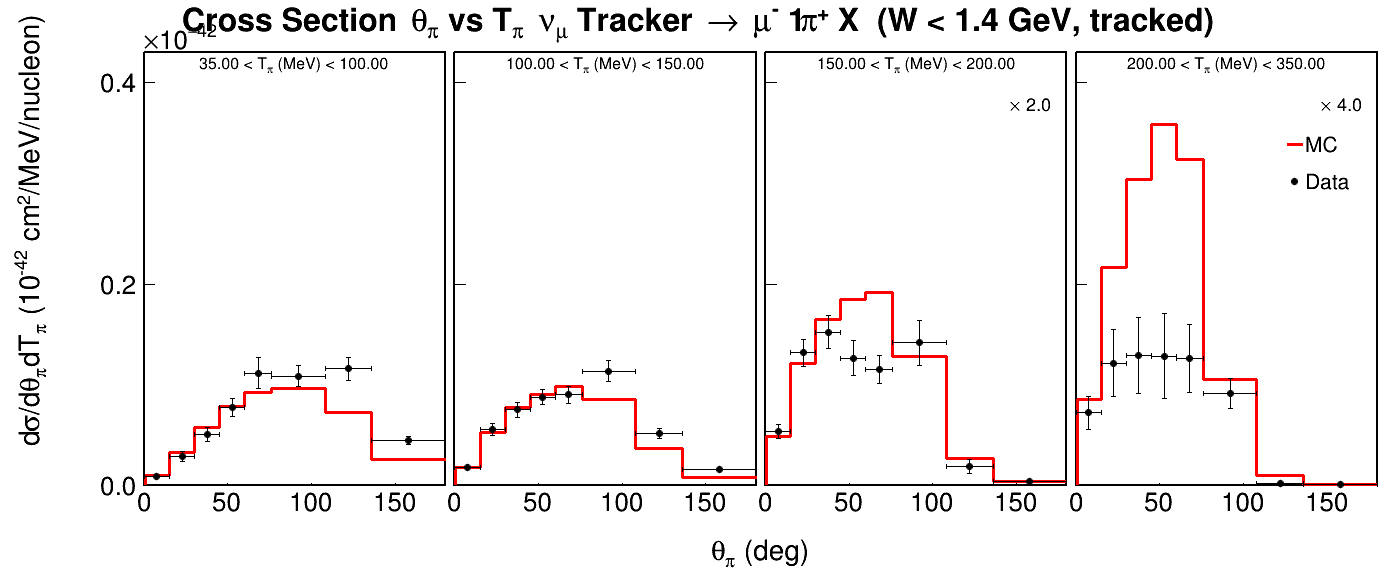 Cross Section θπ vs Tπ νμ Tracker → μ- 1π+ X (W < 1.4 GeV, tracked)
×10-42
35.00 < Tπ (MeV) < 100.00
100.00 < Tπ (MeV) < 150.00
150.00 < Tπ (MeV) < 200.00
200.00 < Tπ (MeV) < 350.00
× 2.0
× 4.0
MC
Data
dσ/dθπdTπ (10-42 cm2/MeV/nucleon)
0.4
0.2
0.0
0 50 100 150
0 50 100 150
0 50 100 150
0 50 100 150
θπ (deg)